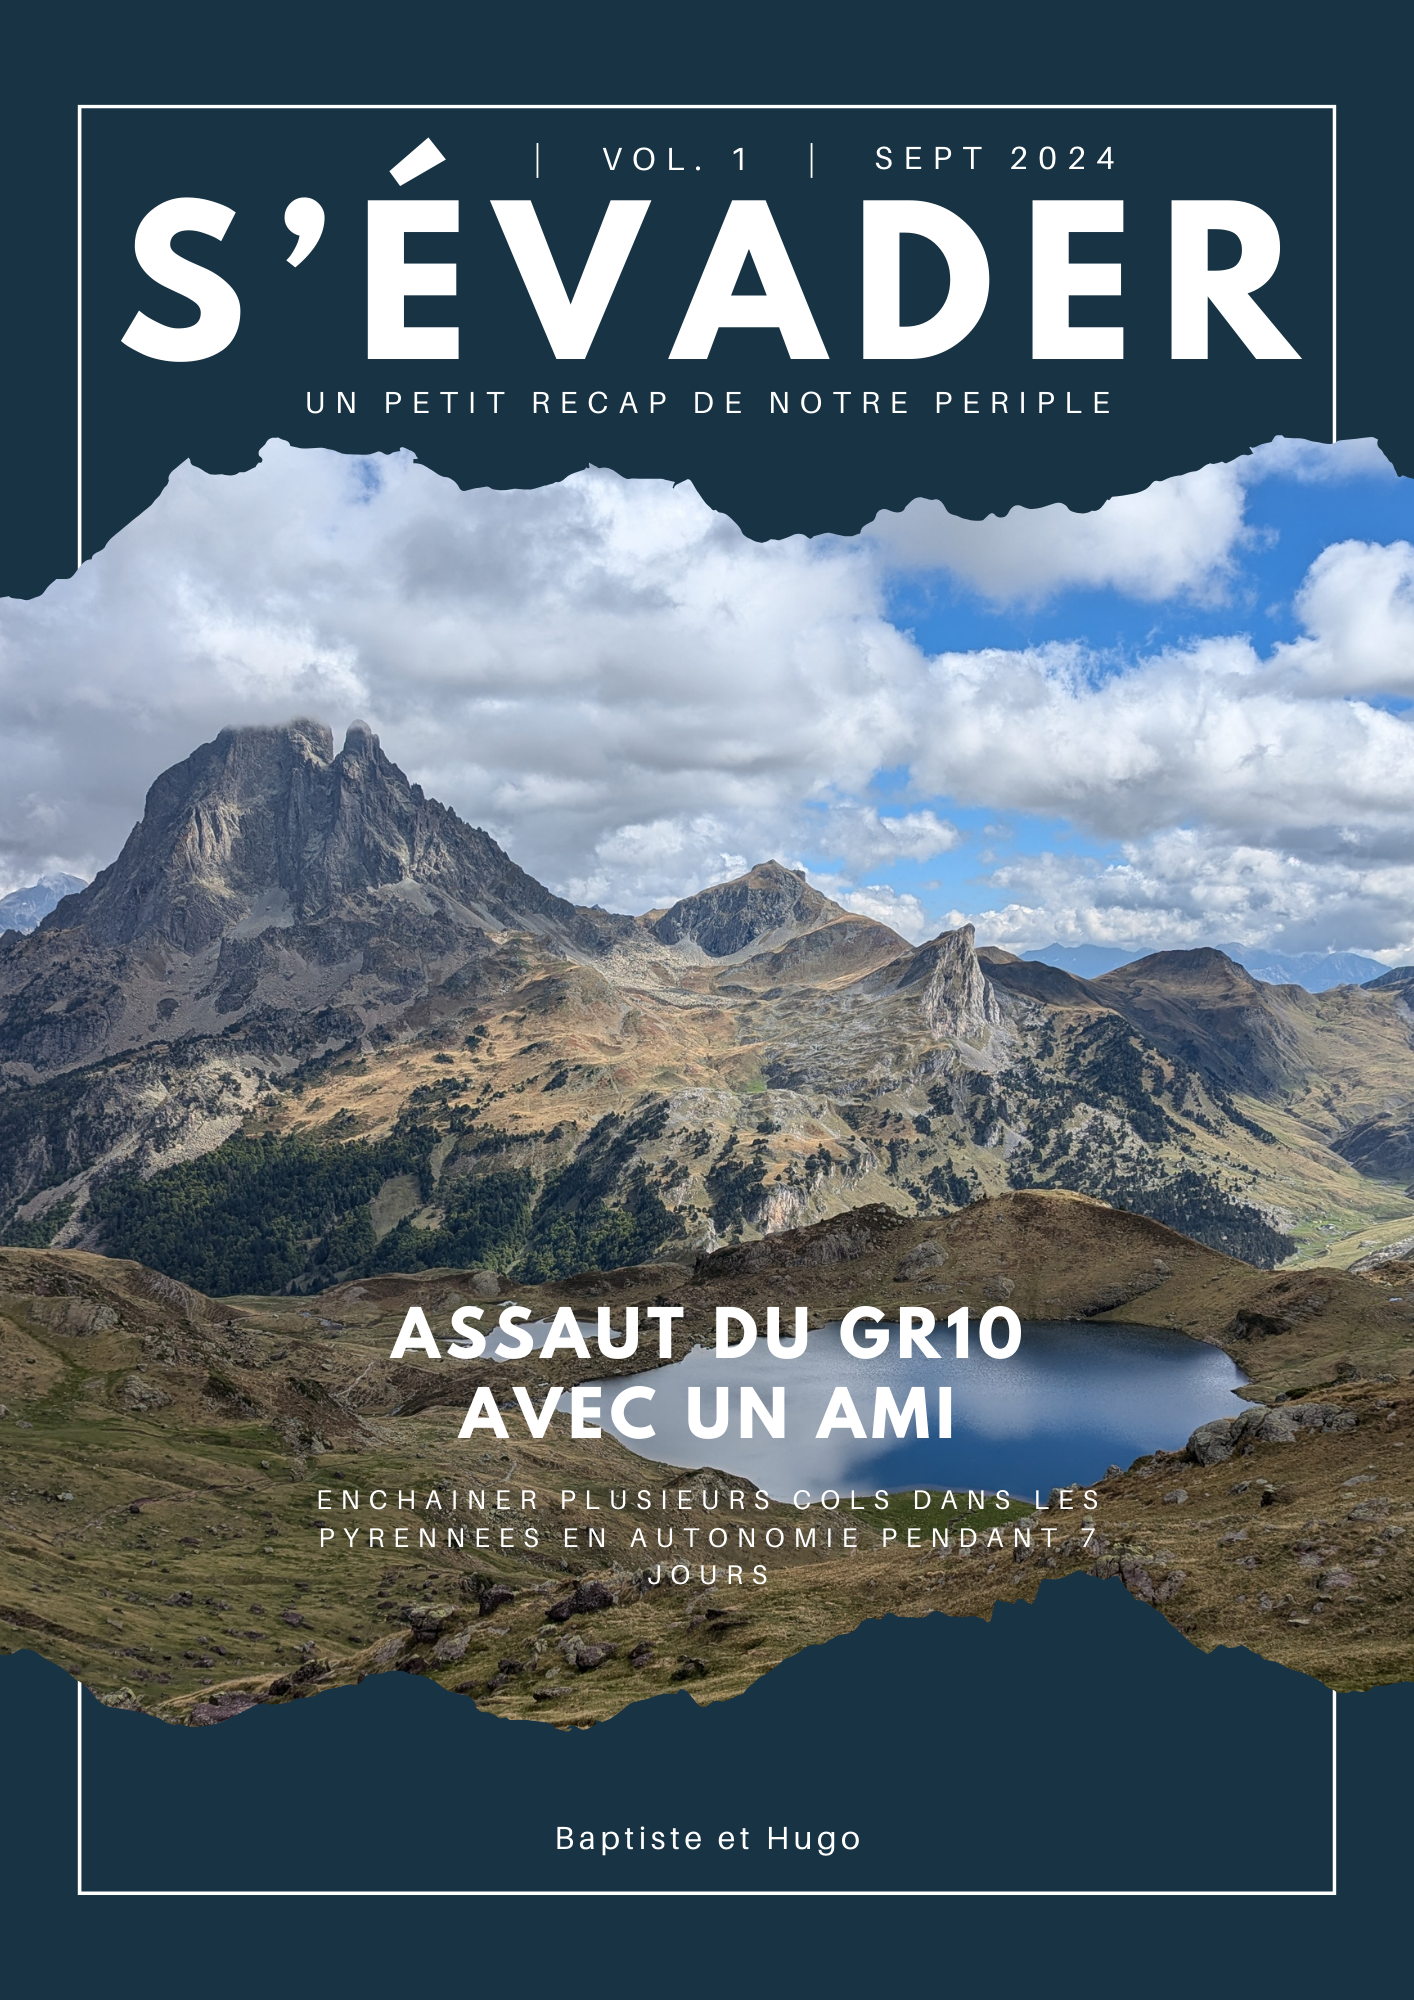 | VOL. 1 | SEPT 2024
S’ÉVADER
UN PETIT RECAP DE NOTRE PERIPLE
ASSAUT DU GR10
AVEC UN AMI
ENCHAINER PLUSIEURS COLS DANS LES
PYRENNEES EN AUTONOMIE PENDANT 7
JOURS
Baptiste et Hugo